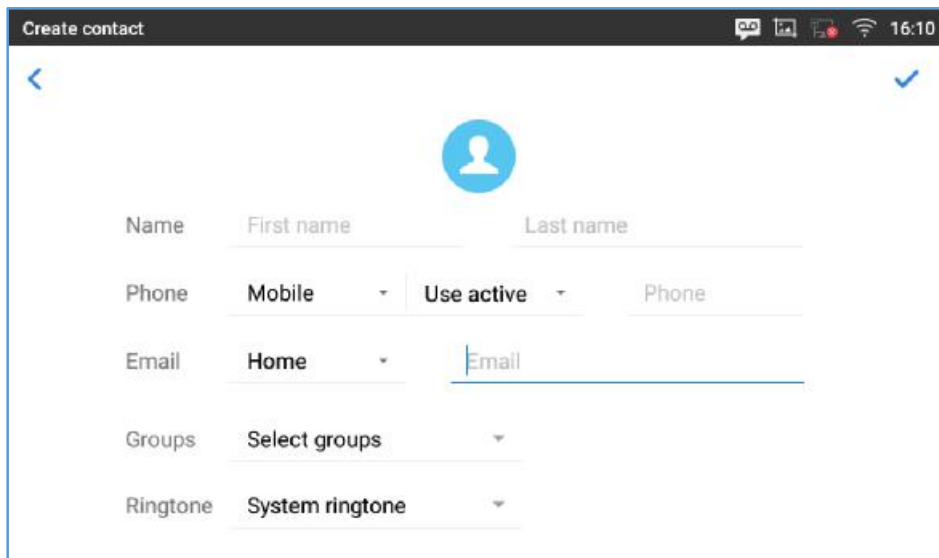 Create contact 16:10
Name First name Last name
Phone Mobile Use active Phone
Email Home Email
Groups Select groups
Ringtone System ringtone